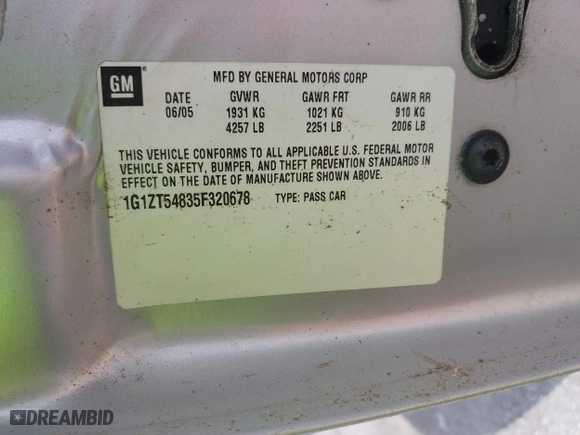 GM
MFD BY GENERAL MOTORS CORP
DATE GVWR GAWR FRT GAWR RR
06/05 1931 KG 1021 KG 910 KG
4257 LB 2251 LB 2006 LB
THIS VEHICLE CONFORMS TO ALL APPLICABLE U.S. FEDERAL MOTOR
VEHICLE SAFETY, BUMPER, AND THEFT PREVENTION STANDARDS IN
EFFECT ON THE DATE OF MANUFACTURE SHOWN ABOVE.
1G1ZT54835F320678 TYPE: PASS CAR
DREAMBID